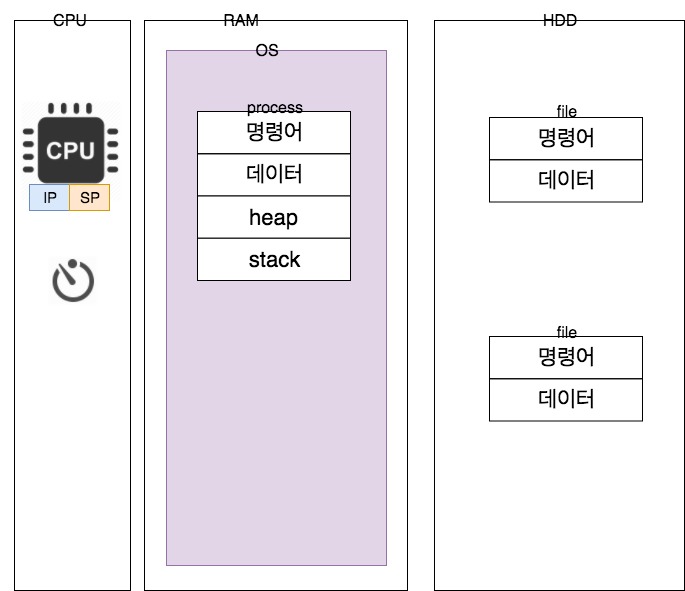 CPU
CPU
IP
SP
RAM
OS
process
명령어
데이터
heap
stack
HDD
file
명령어
데이터
file
명령어
데이터